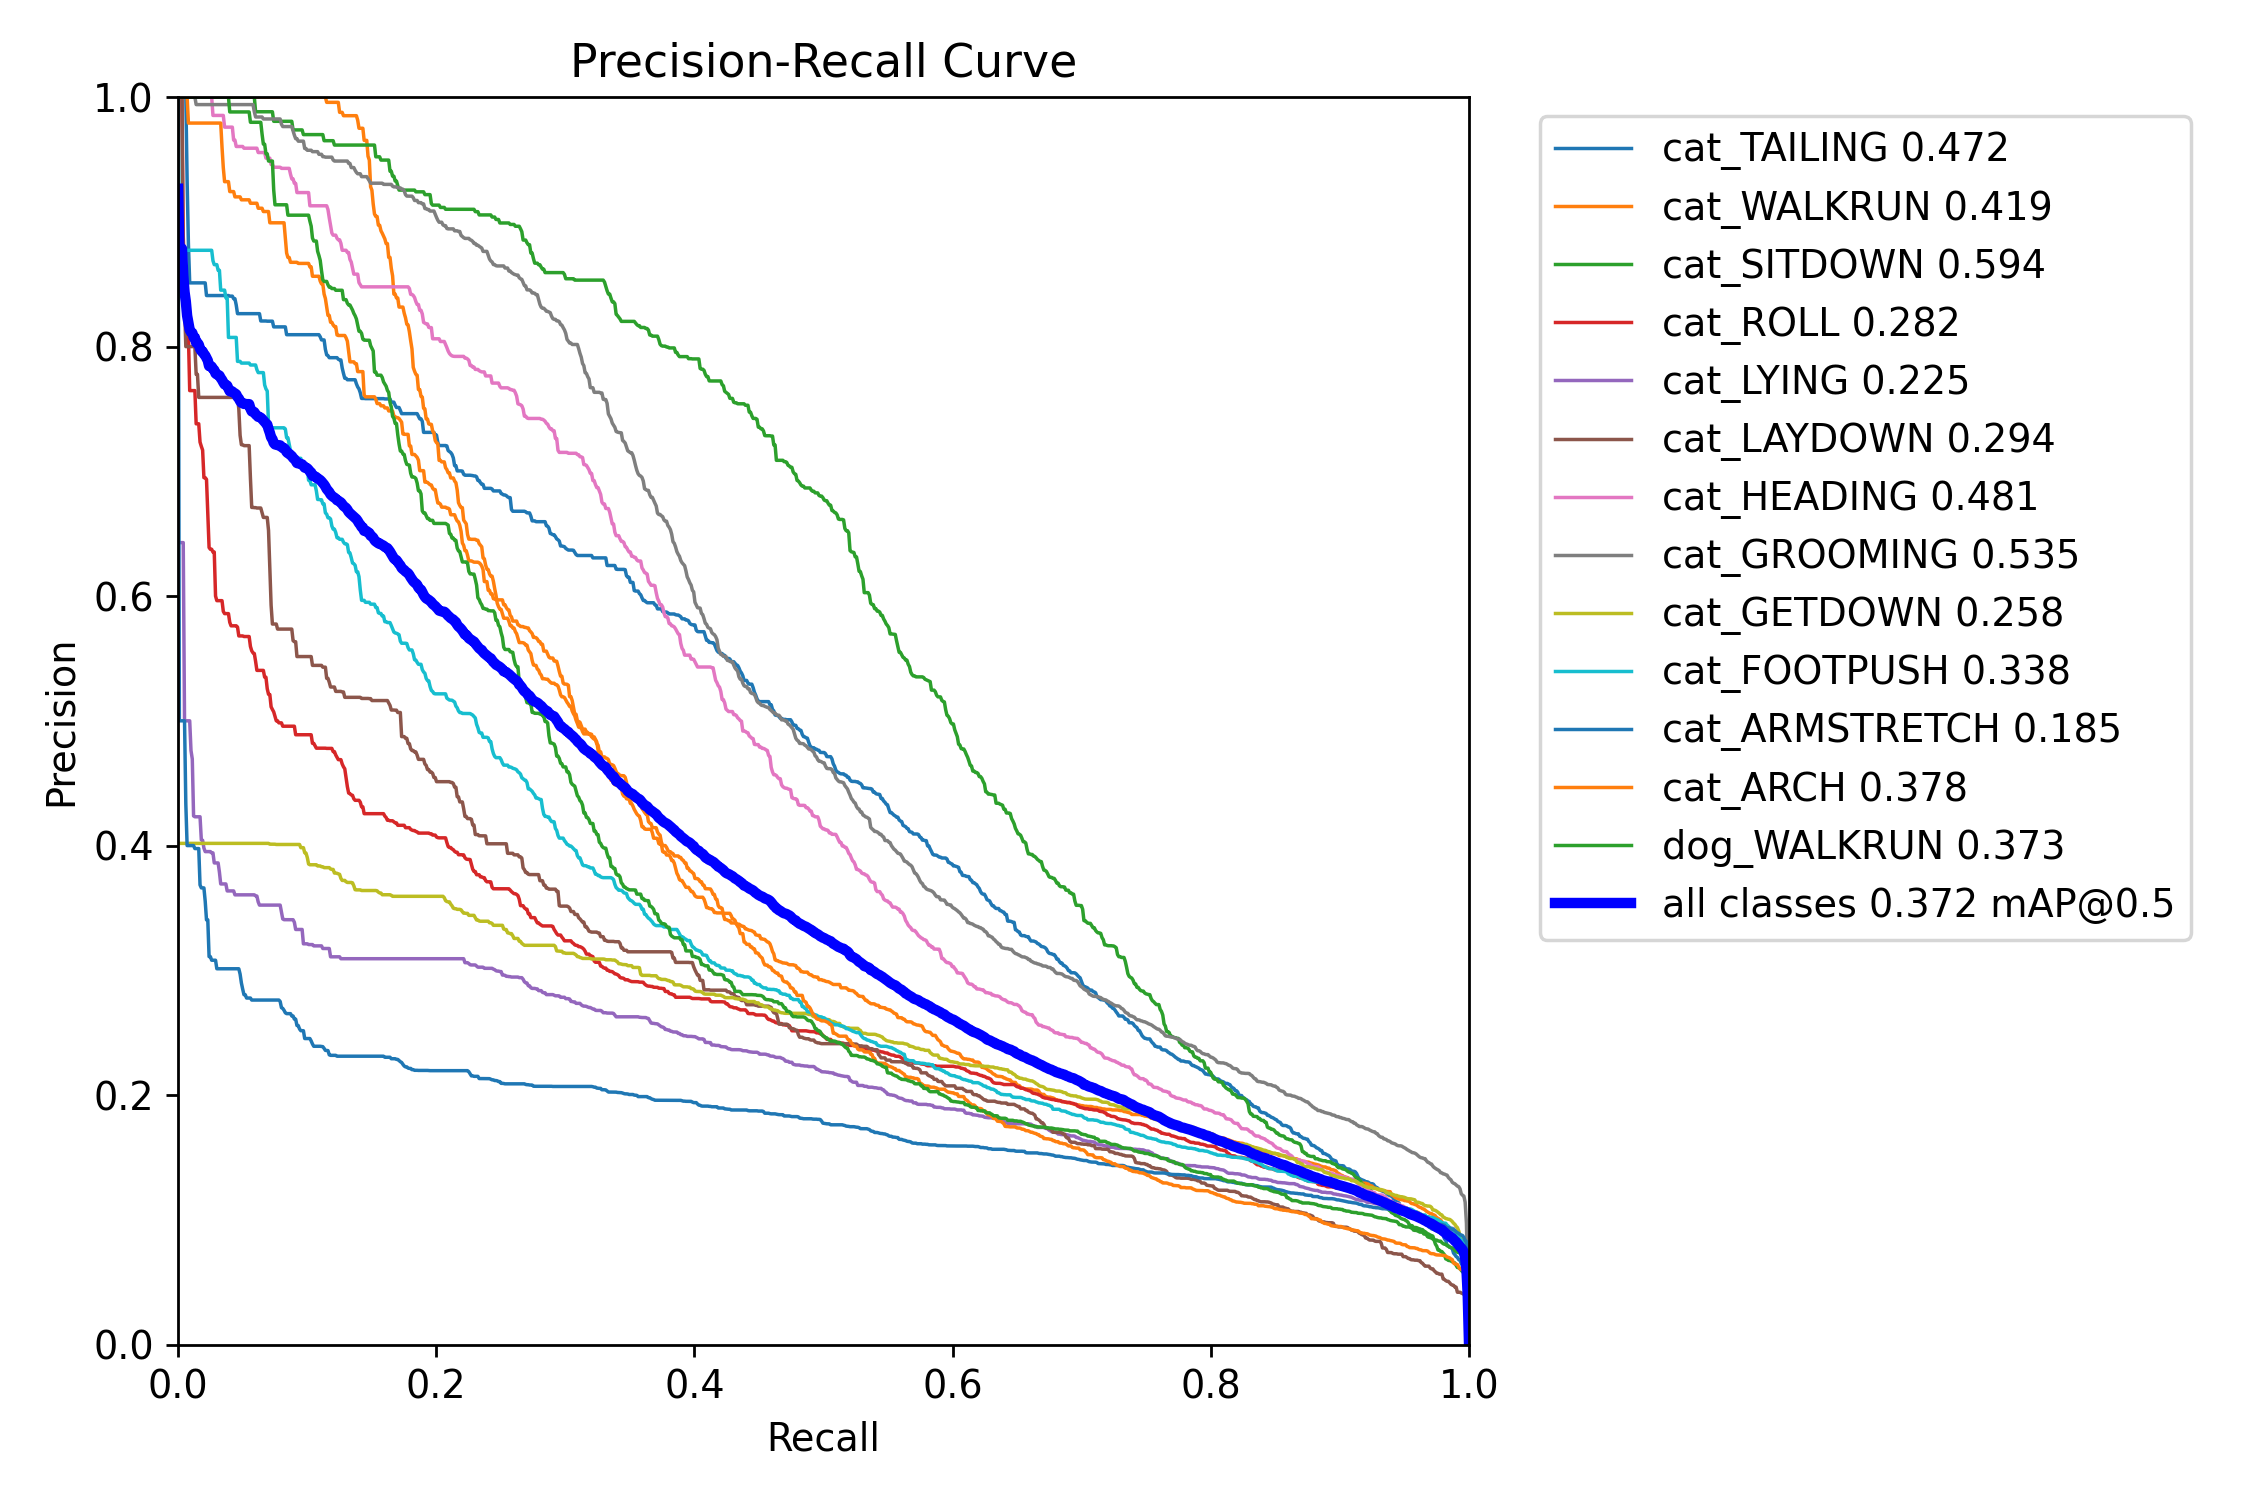 Precision-Recall Curve
1.0
0.8
0.6
0.4
0.2
0.0
Precision
0.0 0.2 0.4 0.6 0.8 1.0
Recall
cat_TAILING 0.472
cat_WALKRUN 0.419
cat_SITDOWN 0.594
cat_ROLL 0.282
cat_LYING 0.225
cat_LAYDOWN 0.294
cat_HEADING 0.481
cat_GROOMING 0.535
cat_GETDOWN 0.258
cat_FOOTPUSH 0.338
cat_ARMSTRETCH 0.185
cat_ARCH 0.378
dog_WALKRUN 0.373
all classes 0.372 mAP@0.5